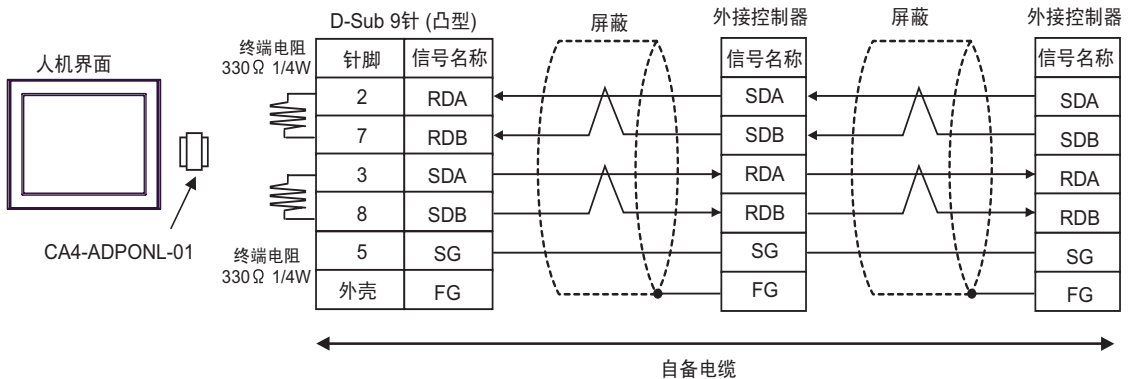 D-Sub 9针 (凸型)
屏蔽
外接控制器
屏蔽
外接控制器
终端电阻
330Ω 1/4W
人机界面
针脚 信号名称 信号名称 信号名称
2 RDA SDA SDA
7 RDB SDB SDB
3 SDA RDA RDA
8 SDB RDB RDB
5 SG SG SG
外壳 FG FG FG
CA4-ADPONL-01
终端电阻
330Ω 1/4W
自备电缆